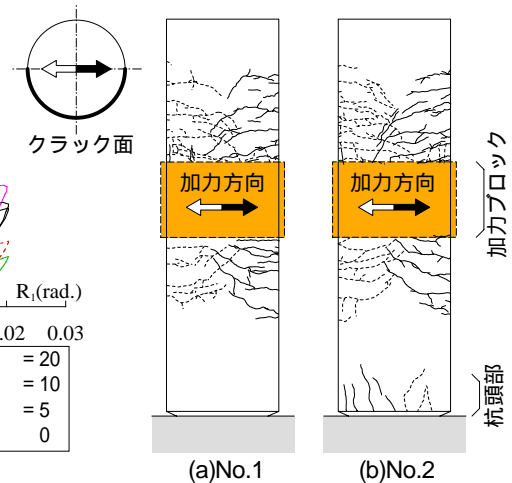 クラック面
R₁(rad.)
.02 0.03
= 20
= 10
= 5
0
加力方向
加力方向
加力ブロック
杭頭部
(a)No.1
(b)No.2